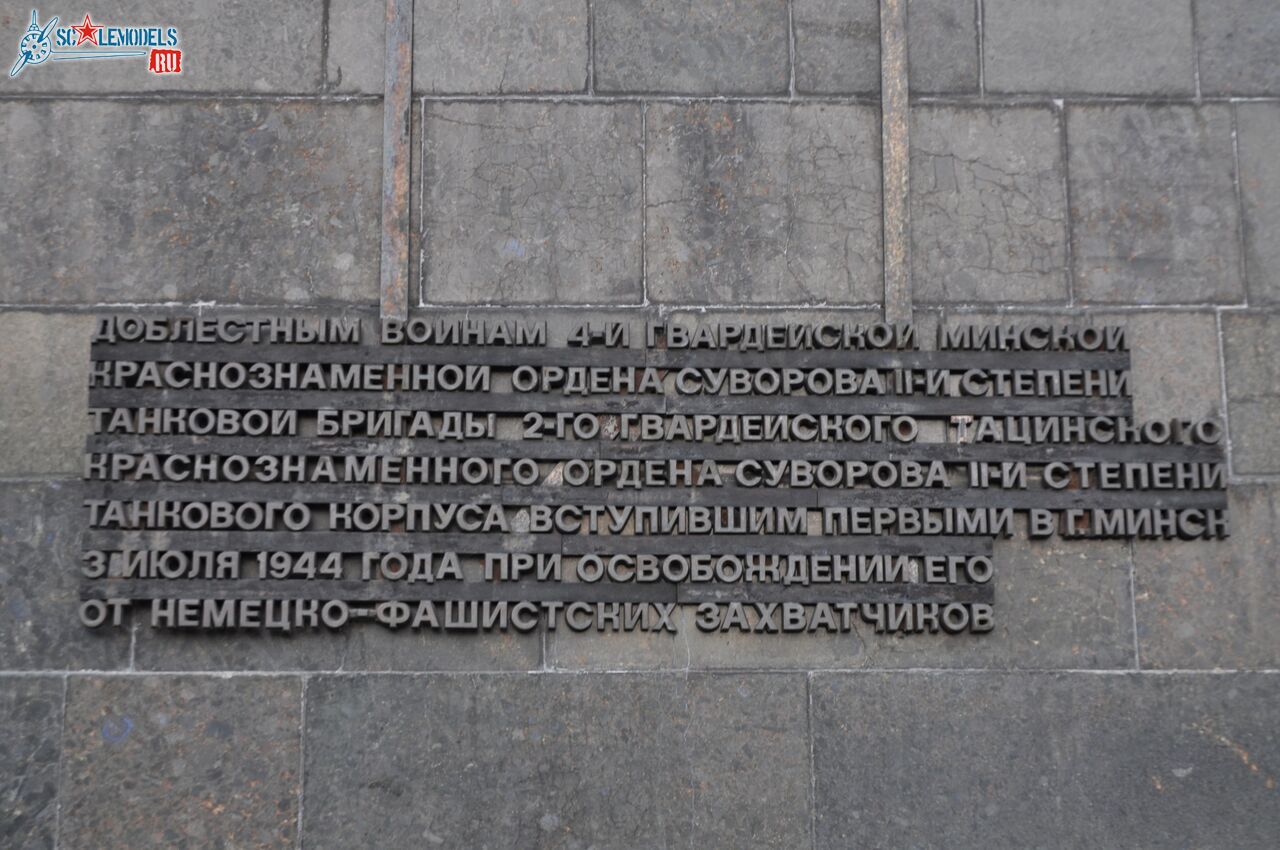 SCALEMODELS
RU
ДОБЛЕСТНЫМ ВОИНАМ 4-Й ГВАРДЕЙСКОЙ МИНСКОЙ
КРАСНОЗНАМЕННОЙ ОРДЕНА СУВОРОВА II-Й СТЕПЕНИ
ТАНКОВОЙ БРИГАДЫ 2-ГО ГВАРДЕЙСКОГО ТАЦИНСКОГО
КРАСНОЗНАМЕННОГО ОРДЕНА СУВОРОВА II-Й СТЕПЕНИ
ТАНКОВОГО КОРПУСА ВСТУПИВШИМ ПЕРВЫМИ В Г.МИНСК
3 ИЮЛЯ 1944 ГОДА ПРИ ОСВОБОЖДЕНИИ ЕГО
ОТ НЕМЕЦКО-ФАШИСТСКИХ ЗАХВАТЧИКОВ